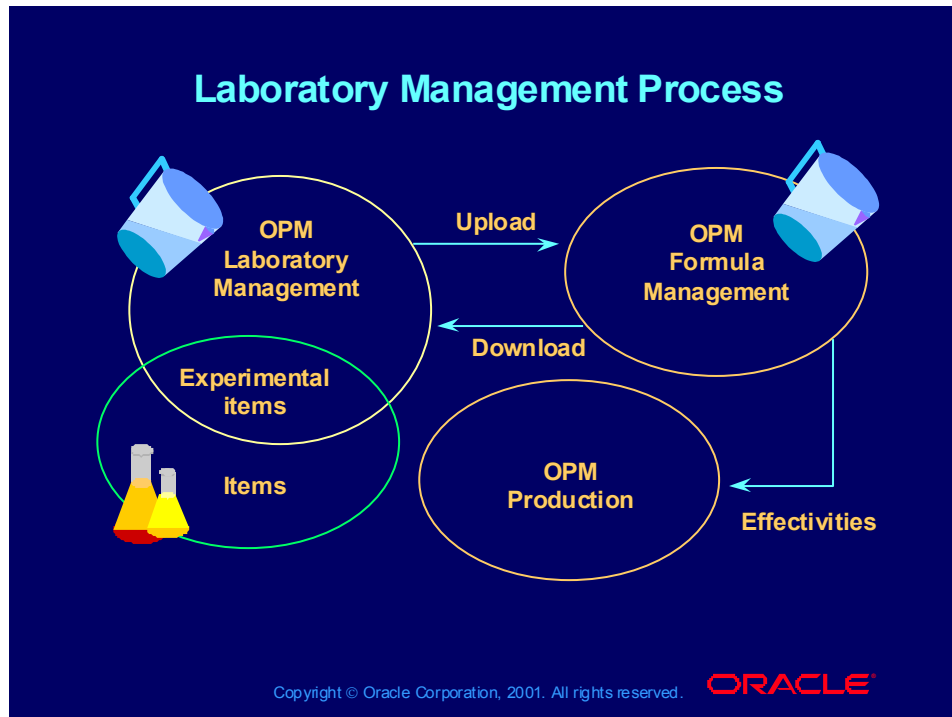 Laboratory Management Process
OPM
Laboratory
Management
Upload
OPM
Formula
Management
Download
Experimental
items
Items
OPM
Production
Effectivities
Copyright © Oracle Corporation, 2001. All rights reserved.
ORACLE®